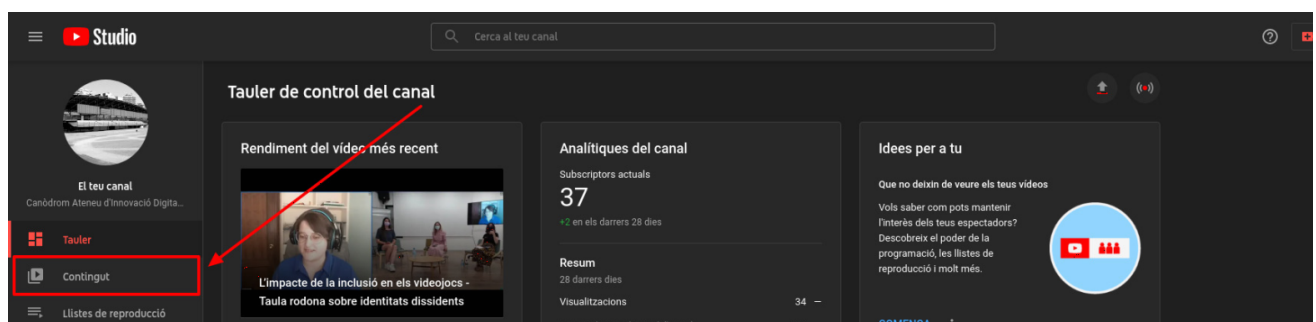 Studio
Cerca al teu canal
El teu canal
Canòdrom Ateneu d'Innovació Digita...
Tauler
Contingut
Llistes de reproducció
Tauler de control del canal
Rendiment del vídeo més recent
L'impacte de la inclusió en els videojocs -
Taula rodona sobre identitats dissidents
Analítiques del canal
Subscriptors actuals
37
+2 en els darrers 28 dies
Resum
28 darrers dies
Visualitzacions 34 —
Idees per a tu
Que no deixin de veure els teus vídeos
Vols saber com pots mantenir
l'interès dels teus espectadors?
Descobreix el poder de la
programació, les llistes de
reproducció i molt més.